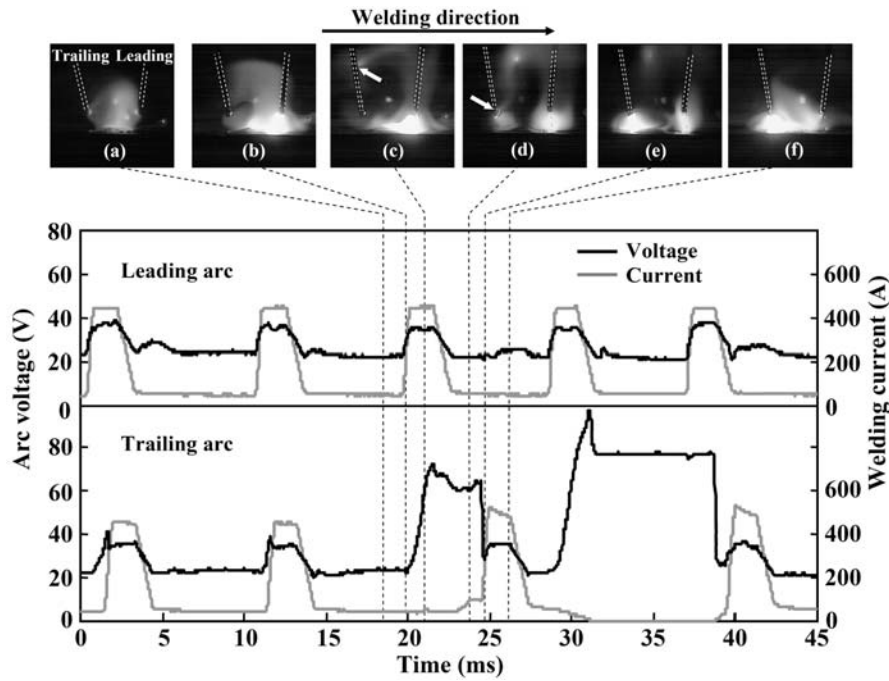 Welding direction
Trailing Leading
(a) (b) (c) (d) (e) (f)
80
60
40
20
0
Leading arc
Voltage
Current
600
400
200
0
Arc voltage (V)
Welding current (A)
80
60
40
20
0
Trailing arc
600
400
200
0
0 5 10 15 20 25 30 35 40 45
Time (ms)